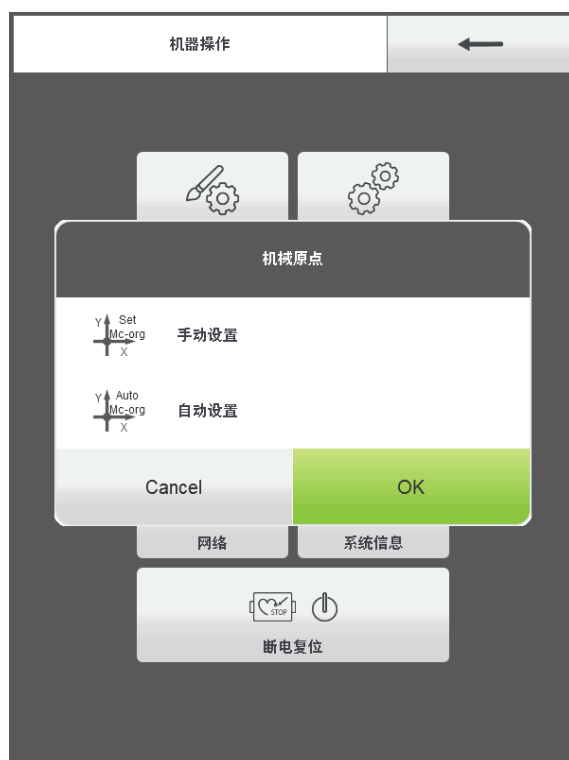 机器操作
机械原点
Y Set
Mc-org
X
手动设置
Y Auto
Mc-org
X
自动设置
Cancel
OK
网络
系统信息
STOP
断电复位